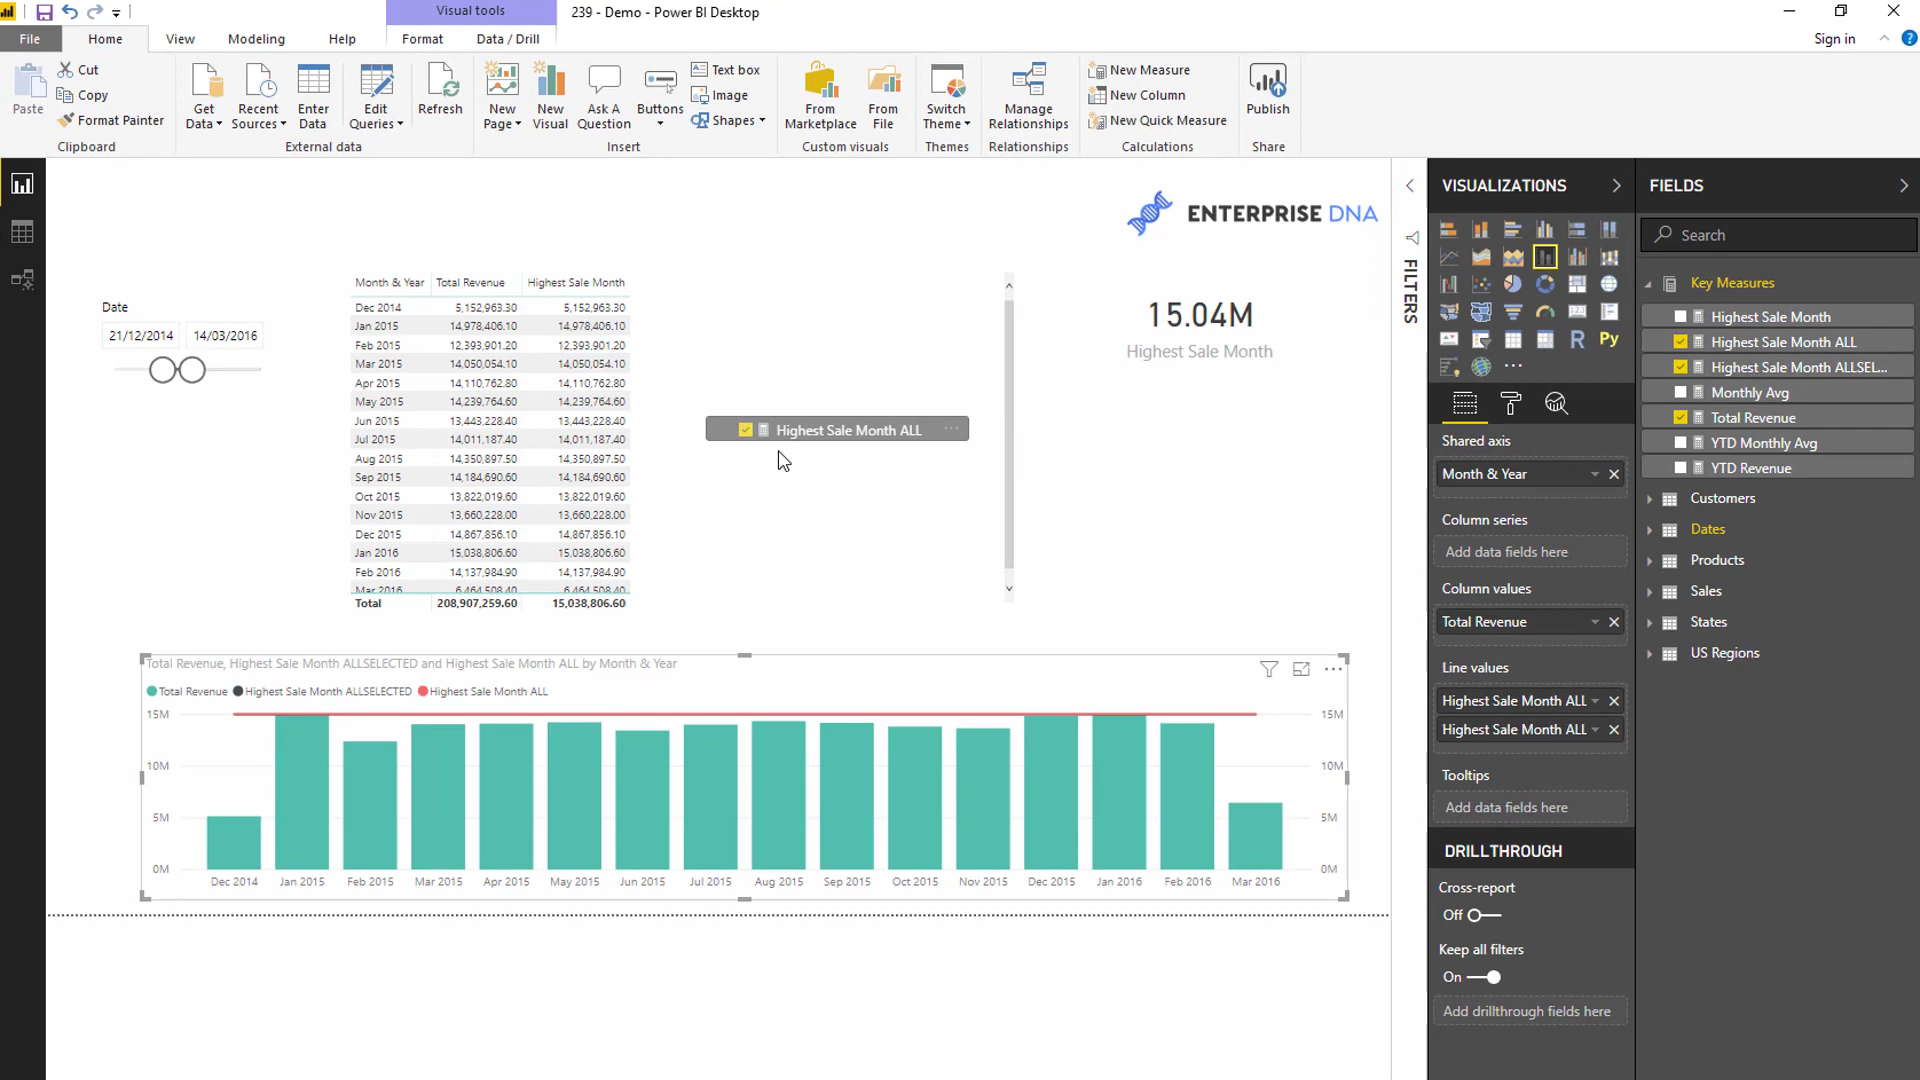 Visual tools
239 - Demo - Power BI Desktop
File
Home
View
Modeling
Help
Format
Data / Drill
Sign in
Paste
Cut
Copy
Format Painter
Clipboard
Get Data
Recent Sources
Enter Data
Edit Queries
Refresh
External data
New Page
New Visual
Ask A Question
Buttons
Text box
Image
Shapes
Insert
From Marketplace
From File
Custom visuals
Switch Theme
Themes
Manage Relationships
Relationships
New Measure
New Column
New Quick Measure
Calculations
Publish
Share
ENTERPRISE DNA
Date
21/12/2014 14/03/2016
Month & Year Total Revenue Highest Sale Month
Dec 2014 5,152,963.30 5,152,963.30
Jan 2015 14,978,406.10 14,978,406.10
Feb 2015 12,393,901.20 12,393,901.20
Mar 2015 14,050,054.10 14,050,054.10
Apr 2015 14,110,762.80 14,110,762.80
May 2015 14,239,764.60 14,239,764.60
Jun 2015 13,443,228.40 13,443,228.40
Jul 2015 14,011,187.40 14,011,187.40
Aug 2015 14,350,897.50 14,350,897.50
Sep 2015 14,184,690.60 14,184,690.60
Oct 2015 13,822,019.60 13,822,019.60
Nov 2015 13,660,228.00 13,660,228.00
Dec 2015 14,867,856.10 14,867,856.10
Jan 2016 15,038,806.60 15,038,806.60
Feb 2016 14,137,984.90 14,137,984.90
Mar 2016 6,464,508.40 6,464,508.40
Total 208,907,259.60 15,038,806.60
Highest Sale Month ALL
15.04M
Highest Sale Month
Total Revenue, Highest Sale Month ALLSELECTED and Highest Sale Month ALL by Month & Year
Total Revenue Highest Sale Month ALLSELECTED Highest Sale Month ALL
15M 15M
10M 10M
5M 5M
0M 0M
Dec 2014 Jan 2015 Feb 2015 Mar 2015 Apr 2015 May 2015 Jun 2015 Jul 2015 Aug 2015 Sep 2015 Oct 2015 Nov 2015 Dec 2015 Jan 2016 Feb 2016 Mar 2016
FILTERS
VISUALIZATIONS
R
Py
Shared axis
Month & Year
Column series
Add data fields here
Column values
Total Revenue
Line values
Highest Sale Month ALL
Highest Sale Month ALL
Tooltips
Add data fields here
DRILLTHROUGH
Cross-report
Off
Keep all filters
On
Add drillthrough fields here
FIELDS
Search
Key Measures
Highest Sale Month
Highest Sale Month ALL
Highest Sale Month ALLSEL...
Monthly Avg
Total Revenue
YTD Monthly Avg
YTD Revenue
Customers
Dates
Products
Sales
States
US Regions